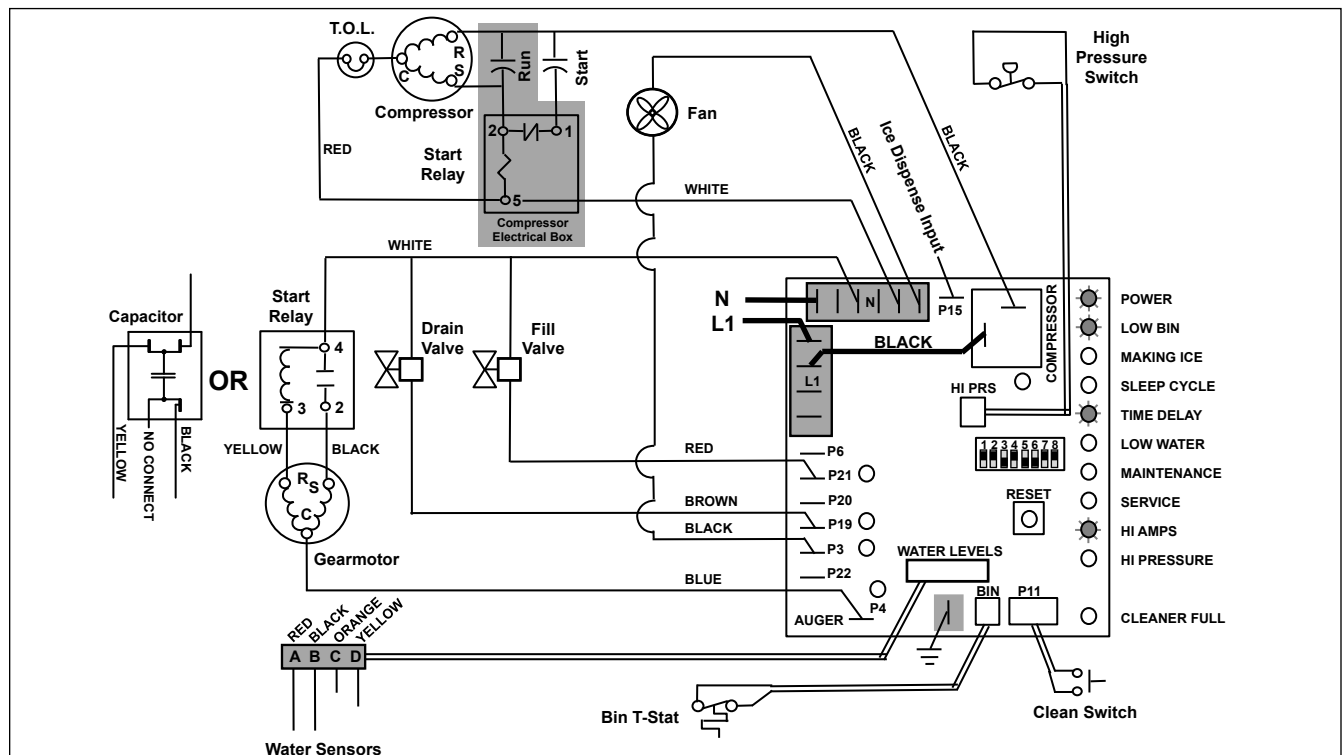 T.O.L.
R
S
C
Compressor
Run
Start
2
1
5
Start
Relay
Compressor
Electrical Box
RED
WHITE
Fan
BLACK
Ice Dispense Input
BLACK
High
Pressure
Switch
WHITE
Capacitor
YELLOW
NO CONNECT
BLACK
OR
Start
Relay
4
3
2
YELLOW
BLACK
R
S
C
Gearmotor
Drain
Valve
Fill
Valve
N
L1
N
P15
BLACK
L1
COMPRESSOR
HI PRS
1 2 3 4 5 6 7 8
RESET
RED
P6
P21
BROWN
P20
P19
BLACK
P3
P22
BLUE
P4
AUGER
WATER LEVELS
BIN
P11
POWER
LOW BIN
MAKING ICE
SLEEP CYCLE
TIME DELAY
LOW WATER
MAINTENANCE
SERVICE
HI AMPS
HI PRESSURE
CLEANER FULL
RED
BLACK
ORANGE
YELLOW
A B C D
Water Sensors
Bin T-Stat
Clean Switch